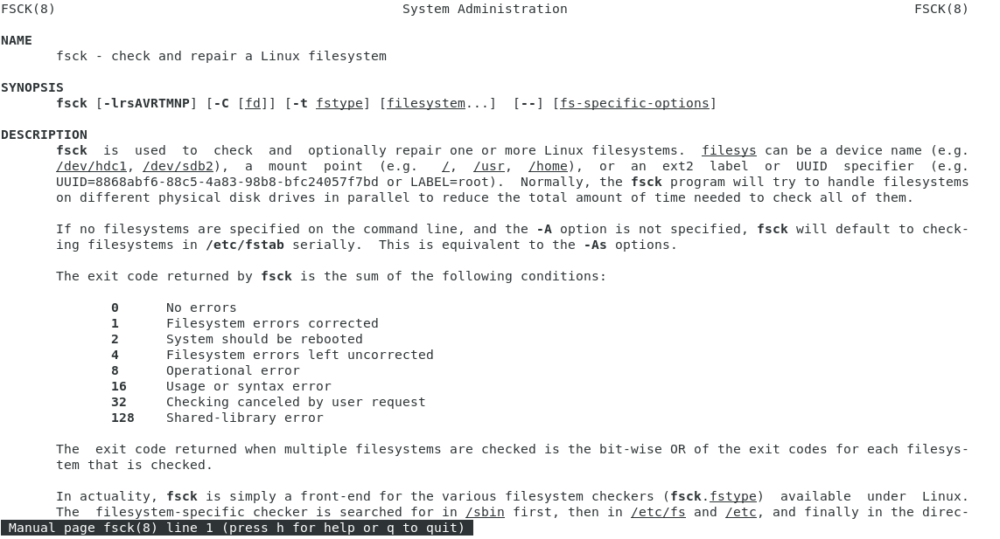 FSCK(8) System Administration FSCK(8)
NAME
fsck - check and repair a Linux filesystem
SYNOPSIS
fsck [-lrsAVRTMNP] [-C [fd]] [-t fstype] [filesystem...] [--] [fs-specific-options]
DESCRIPTION
fsck is used to check and optionally repair one or more Linux filesystems. filesys can be a device name (e.g.
/dev/hdc1, /dev/sdb2), a mount point (e.g. /, /usr, /home), or an ext2 label or UUID specifier (e.g.
UUID=8868abf6-88c5-4a83-98b8-bfc24057f7bd or LABEL=root). Normally, the fsck program will try to handle filesystems
on different physical disk drives in parallel to reduce the total amount of time needed to check all of them.
If no filesystems are specified on the command line, and the -A option is not specified, fsck will default to check-
ing filesystems in /etc/fstab serially. This is equivalent to the -As options.
The exit code returned by fsck is the sum of the following conditions:
0 No errors
1 Filesystem errors corrected
2 System should be rebooted
4 Filesystem errors left uncorrected
8 Operational error
16 Usage or syntax error
32 Checking canceled by user request
128 Shared-library error
The exit code returned when multiple filesystems are checked is the bit-wise OR of the exit codes for each filesys-
tem that is checked.
In actuality, fsck is simply a front-end for the various filesystem checkers (fsck.fstype) available under Linux.
The filesystem-specific checker is searched for in /sbin first, then in /etc/fs and /etc, and finally in the direc-
Manual page fsck(8) line 1 (press h for help or q to quit)